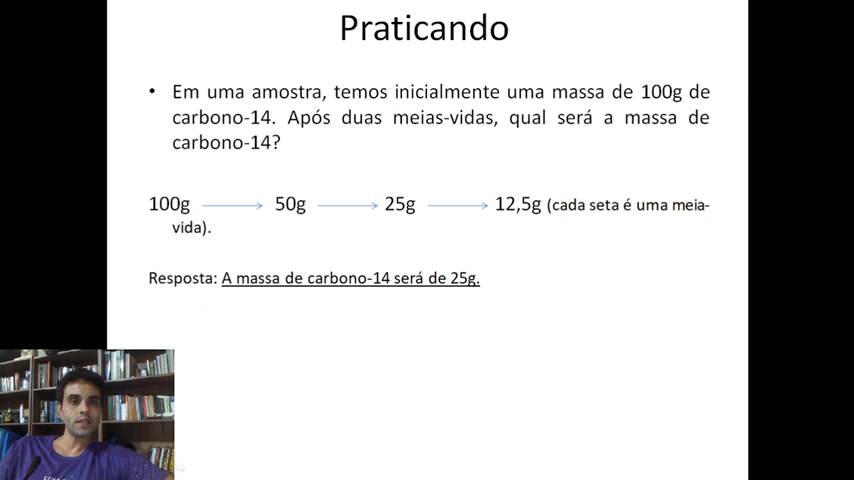 Praticando
• Em uma amostra, temos inicialmente uma massa de 100g de
carbono-14. Após duas meias-vidas, qual será a massa de
carbono-14?
100g 50g 25g 12,5g (cada seta é uma meia-
vida).
Resposta: A massa de carbono-14 será de 25g.